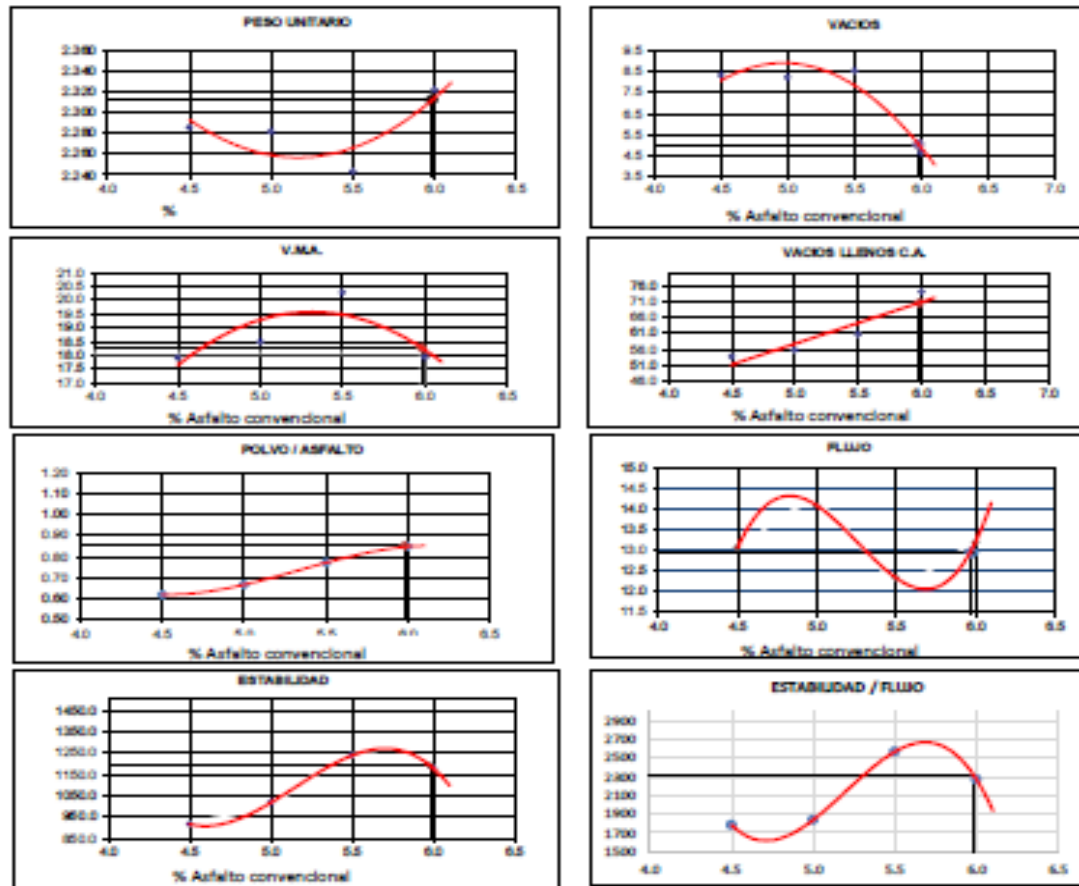 PESO UNITARIO
2.360
2.340
2.320
2.300
2.280
2.260
2.240
4.0 4.5 5.0 5.5 6.0 6.5
%
VACIOS
9.5
8.5
7.5
6.5
5.5
4.5
3.5
4.0 4.5 5.0 5.5 6.0 6.5 7.0
% Asfalto convencional
V.M.A.
21.0
20.5
20.0
19.5
19.0
18.5
18.0
17.5
17.0
4.0 4.5 5.0 5.5 6.0 6.5
% Asfalto convencional
VACIOS LLENOS C.A.
76.0
71.0
66.0
61.0
56.0
51.0
46.0
4.0 4.5 5.0 5.5 6.0 6.5 7.0
% Asfalto convencional
POLVO / ASFALTO
1.20
1.10
1.00
0.90
0.80
0.70
0.60
0.50
4.0 4.5 5.0 5.5 6.0 6.5
% Asfalto convencional
FLUJO
15.0
14.5
14.0
13.5
13.0
12.5
12.0
11.5
4.0 4.5 5.0 5.5 6.0 6.5
% Asfalto convencional
ESTABILIDAD
1450.0
1350.0
1250.0
1150.0
1050.0
950.0
850.0
4.0 4.5 5.0 5.5 6.0 6.5
% Asfalto convencional
ESTABILIDAD / FLUJO
2900
2700
2500
2300
2100
1900
1700
1500
4.0 4.5 5.0 5.5 6.0 6.5